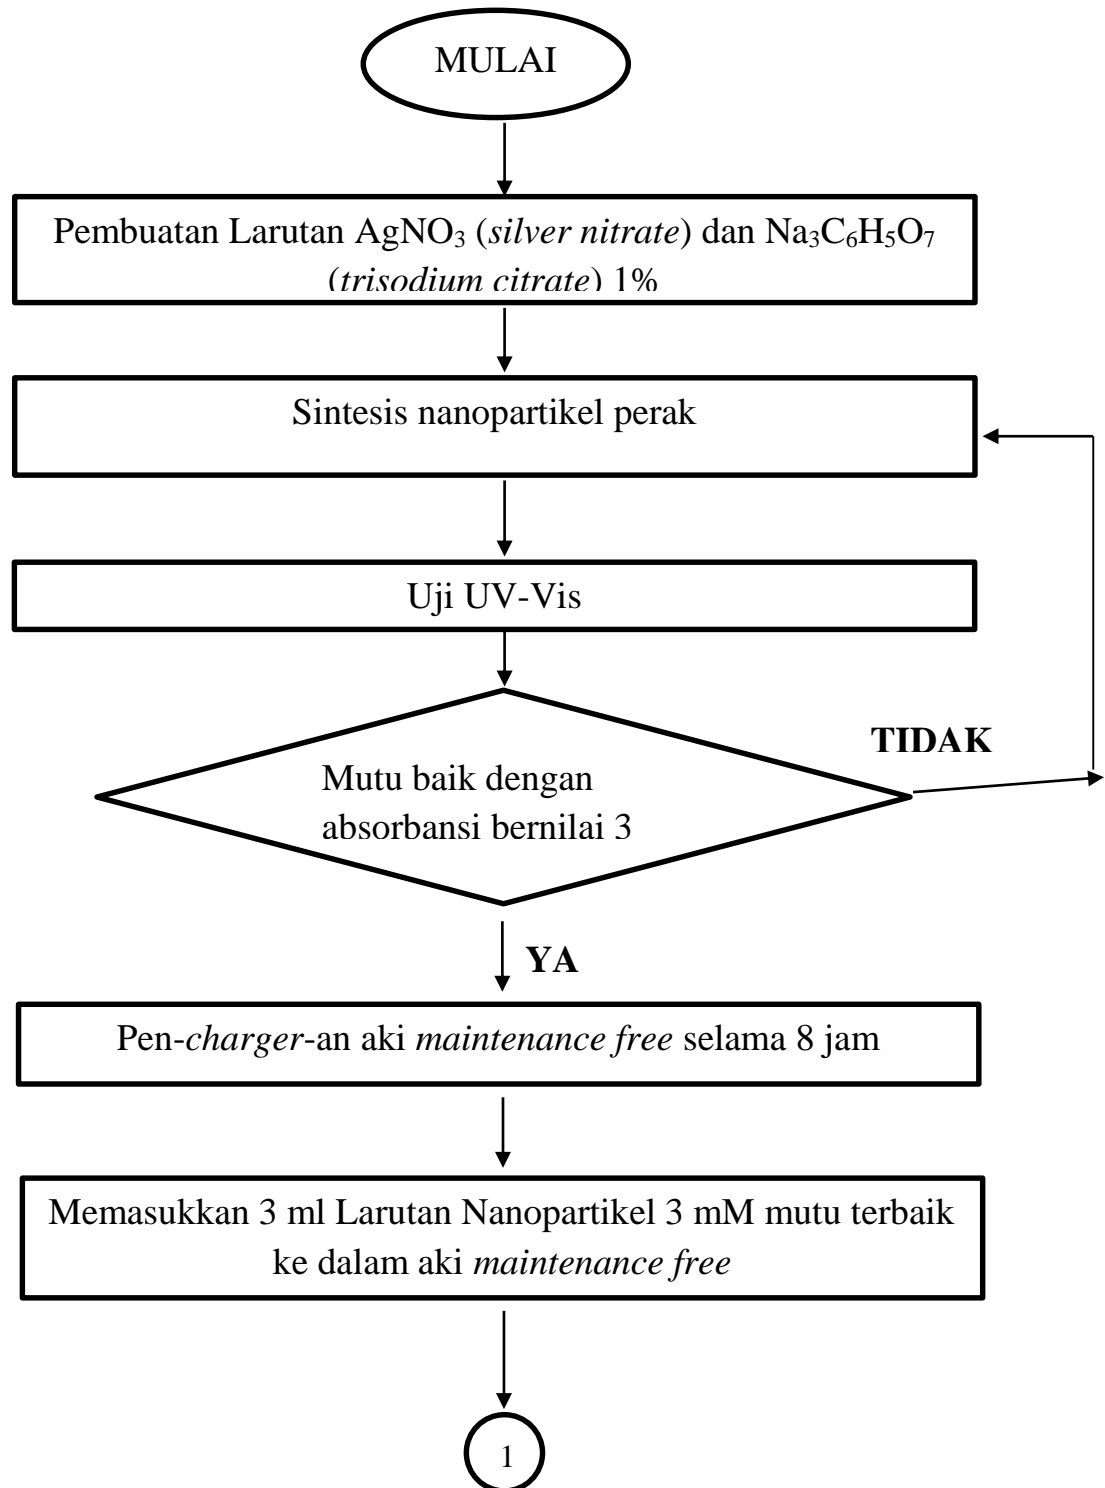 MULAI
Pembuatan Larutan AgNO₃ (silver nitrate) dan Na₃C₆H₅O₇
(trisodium citrate) 1%
Sintesis nanopartikel perak
Uji UV-Vis
TIDAK
Mutu baik dengan
absorbansi bernilai 3
YA
Pen-charger-an aki maintenance free selama 8 jam
Memasukkan 3 ml Larutan Nanopartikel 3 mM mutu terbaik
ke dalam aki maintenance free
1